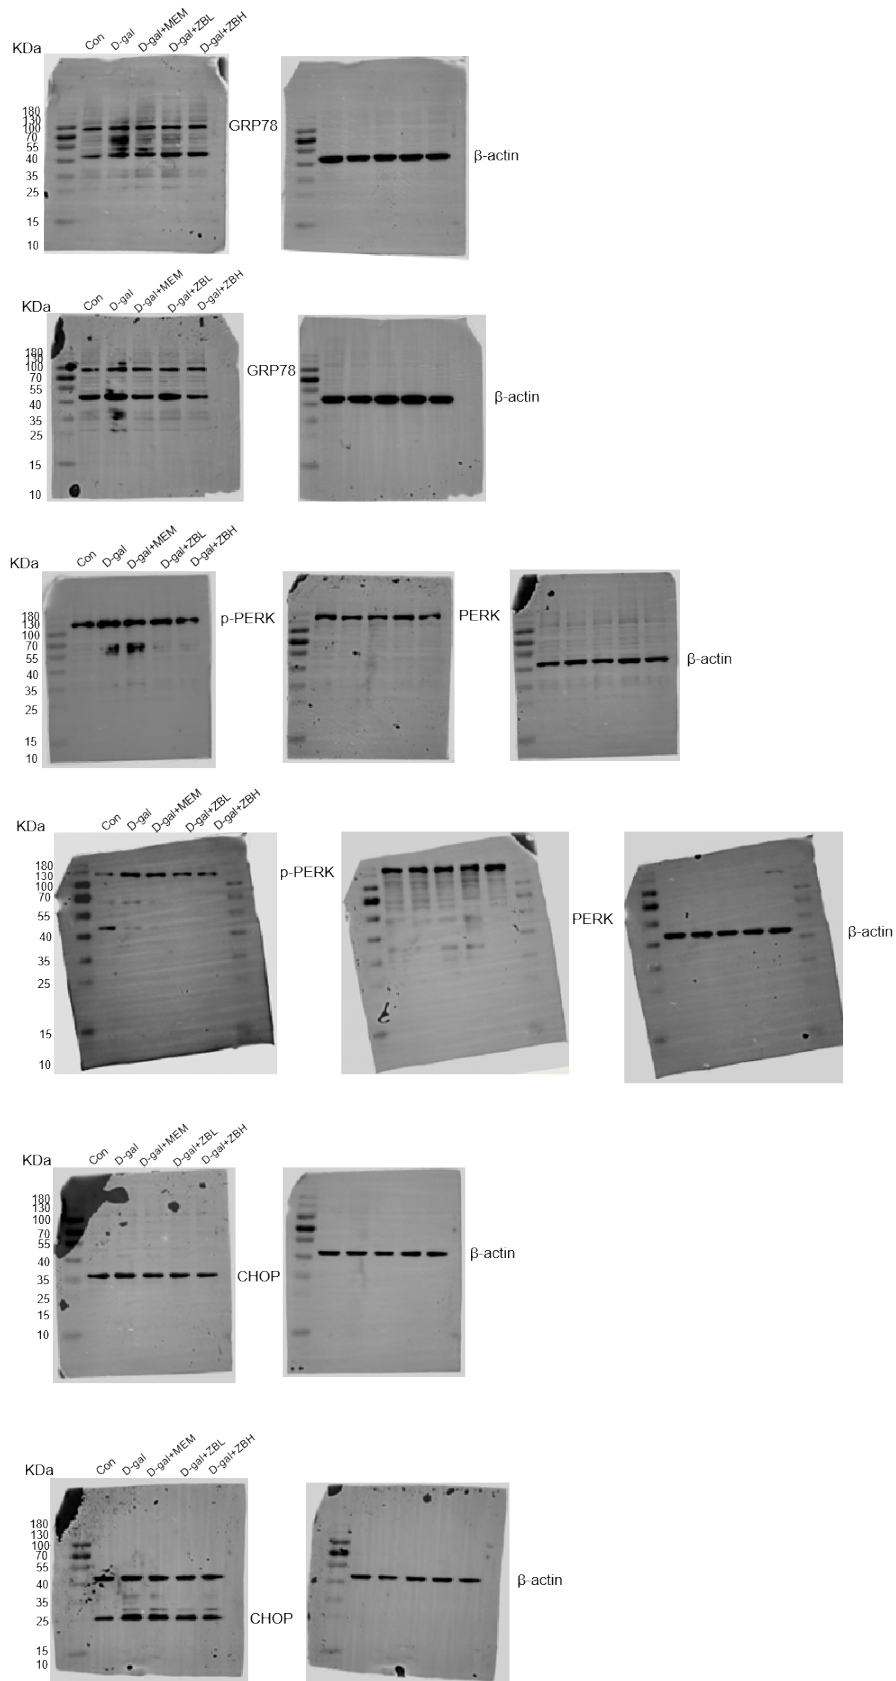 KDa
Con
D-gal
D-gal+MEM
D-gal+ZBL
D-gal+ZBH
180
130
100
70
55
40
35
25
15
10
GRP78
β-actin
KDa
Con
D-gal
D-gal+MEM
D-gal+ZBL
D-gal+ZBH
180
130
100
70
55
40
35
25
15
10
GRP78
β-actin
KDa
Con
D-gal
D-gal+MEM
D-gal+ZBL
D-gal+ZBH
180
130
100
70
55
40
35
25
15
10
p-PERK
PERK
β-actin
KDa
Con
D-gal
D-gal+MEM
D-gal+ZBL
D-gal+ZBH
180
130
100
70
55
40
35
25
15
10
p-PERK
PERK
β-actin
KDa
Con
D-gal
D-gal+MEM
D-gal+ZBL
D-gal+ZBH
180
130
100
70
55
40
35
25
15
10
CHOP
β-actin
KDa
Con
D-gal
D-gal+MEM
D-gal+ZBL
D-gal+ZBH
180
130
100
70
55
40
35
25
15
10
CHOP
β-actin